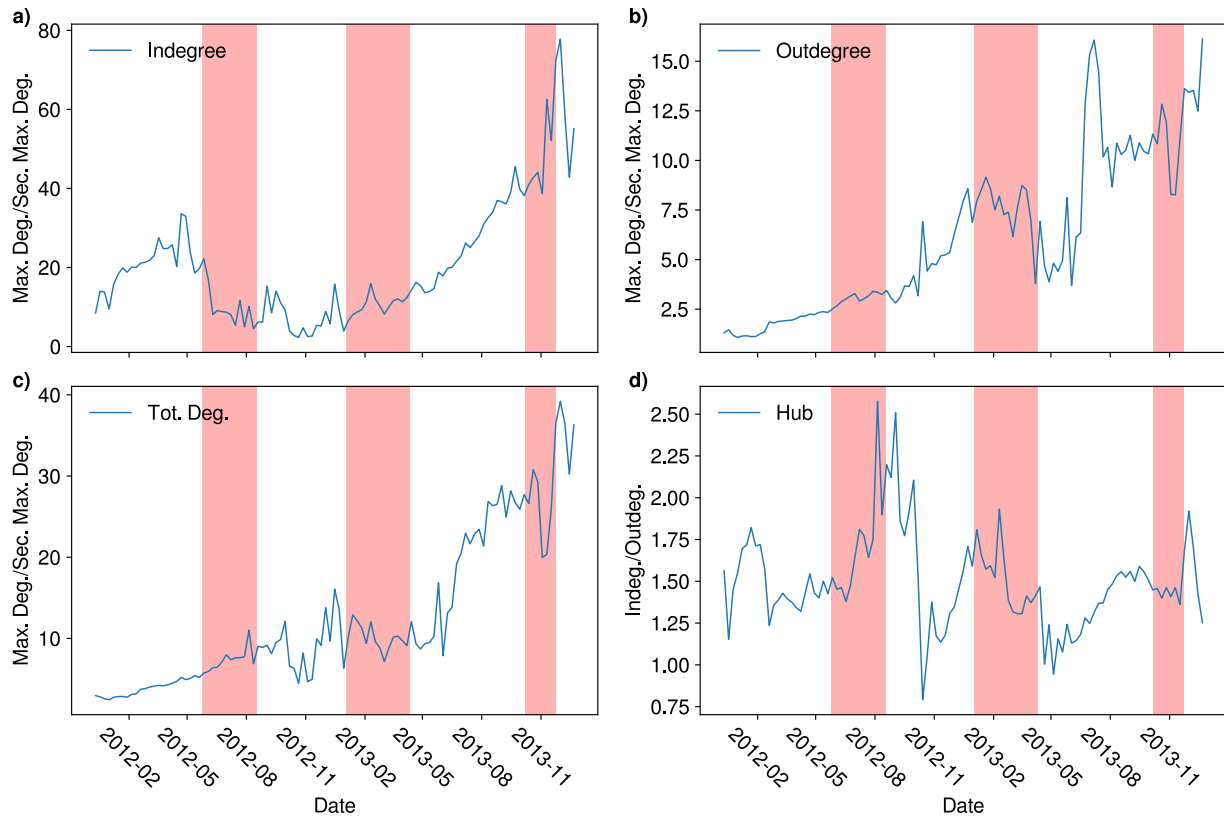 a)
Indegree
Max. Deg./Sec. Max. Deg.
80
60
40
20
0
b)
Outdegree
Max. Deg./Sec. Max. Deg.
15.0
12.5
10.0
7.5
5.0
2.5
c)
Tot. Deg.
Max. Deg./Sec. Max. Deg.
40
30
20
10
2012-02
2012-05
2012-08
2012-11
2013-02
2013-05
2013-08
2013-11
Date
d)
Hub
Indeg./Outdeg.
2.50
2.25
2.00
1.75
1.50
1.25
1.00
0.75
2012-02
2012-05
2012-08
2012-11
2013-02
2013-05
2013-08
2013-11
Date